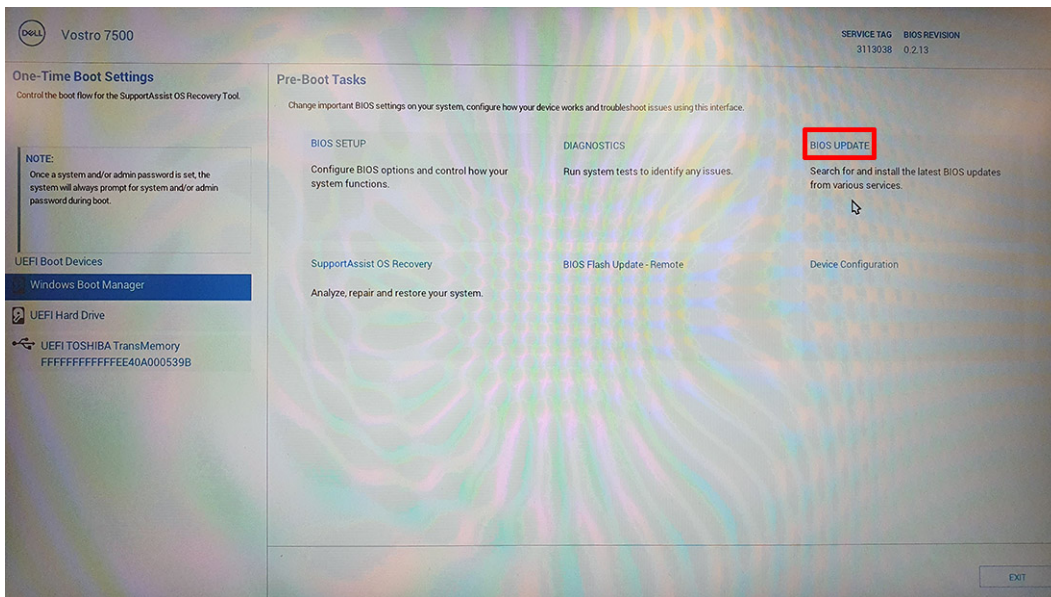 DELL
Vostro 7500
SERVICE TAG BIOS REVISION
3113038 0.2.13
One-Time Boot Settings
Control the boot flow for the SupportAssist OS Recovery Tool.
NOTE:
Once a system and/or admin password is set, the
system will always prompt for system and/or admin
password during boot.
UEFI Boot Devices
Windows Boot Manager
UEFI Hard Drive
UEFI TOSHIBA TransMemory
FFFFFFFFFFFFEE40A000539B
Pre-Boot Tasks
Change important BIOS settings on your system, configure how your device works and troubleshoot issues using this interface.
BIOS SETUP
Configure BIOS options and control how your
system functions.
DIAGNOSTICS
Run system tests to identify any issues.
BIOS UPDATE
Search for and install the latest BIOS updates
from various services.
SupportAssist OS Recovery
Analyze, repair and restore your system.
BIOS Flash Update - Remote
Device Configuration
EXIT